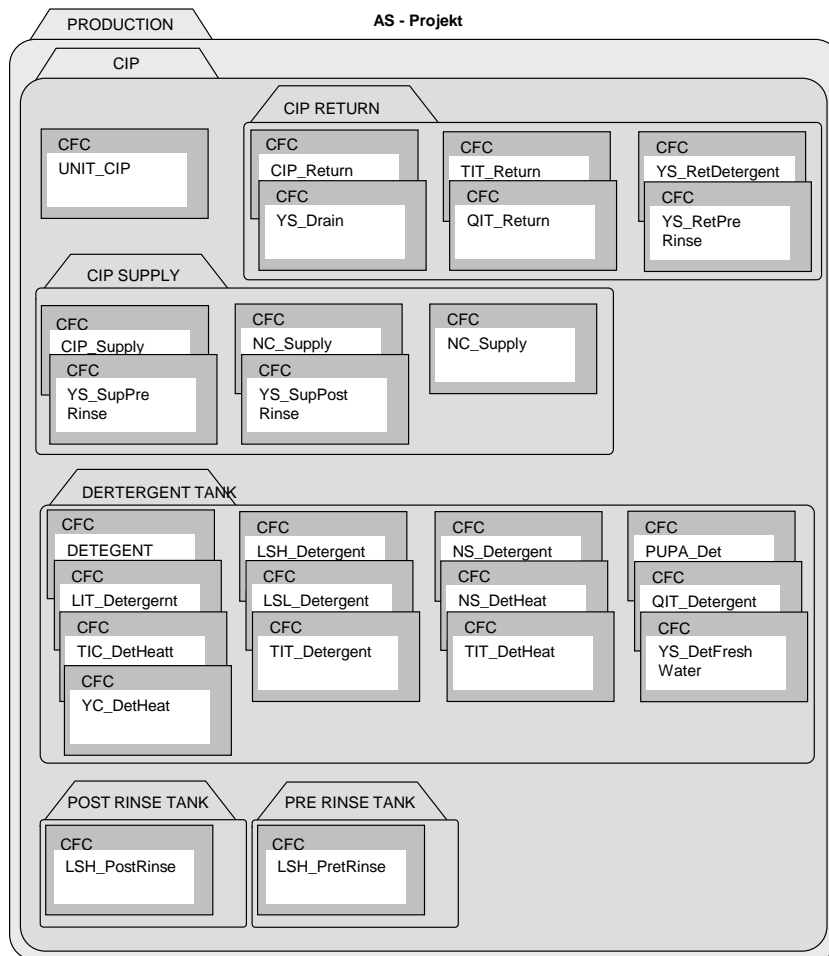 AS - Projekt
PRODUCTION
CIP
CFC
UNIT_CIP
CIP RETURN
CFC
CIP_Return
CFC
YS_Drain
CFC
TIT_Return
CFC
QIT_Return
CFC
YS_RetDertergent
CFC
YS_RetPre
Rinse
CIP SUPPLY
CFC
CIP_Supply
CFC
YS_SupPre
Rinse
CFC
NC_Supply
CFC
YS_SupPost
Rinse
CFC
NC_Supply
DERTERGENT TANK
CFC
DETEGENT
CFC
LIT_Detergernt
CFC
TIC_DetHeatt
CFC
YC_DetHeat
CFC
LSH_Detergent
CFC
LSL_Detergent
CFC
TIT_Detergent
CFC
NS_Detergent
CFC
NS_DetHeat
CFC
TIT_DetHeat
CFC
PUPA_Det
CFC
QIT_Detergent
CFC
YS_DetFresh
Water
POST RINSE TANK
CFC
LSH_PostRinse
PRE RINSE TANK
CFC
LSH_PretRinse